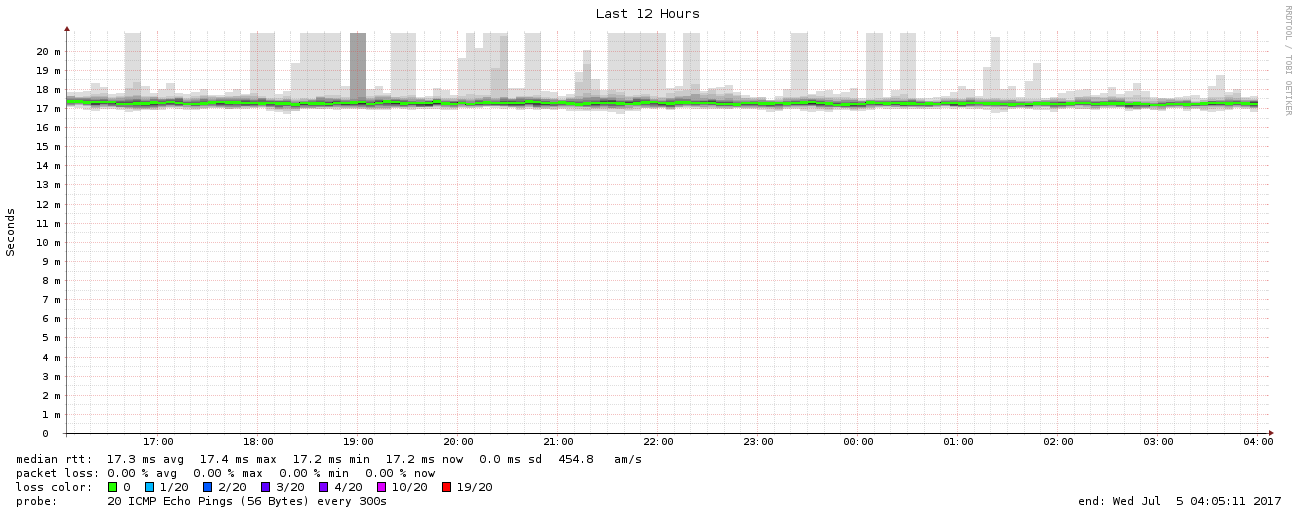 Last 12 Hours
RRDTOOL / TOBI OETIKER
Seconds
20 m
19 m
18 m
17 m
16 m
15 m
14 m
13 m
12 m
11 m
10 m
9 m
8 m
7 m
6 m
5 m
4 m
3 m
2 m
1 m
0
17:00 18:00 19:00 20:00 21:00 22:00 23:00 00:00 01:00 02:00 03:00 04:00
median rtt: 17.3 ms avg 17.4 ms max 17.2 ms min 17.2 ms now 0.0 ms sd 454.8 am/s
packet loss: 0.00 % avg 0.00 % max 0.00 % min 0.00 % now
loss color: 0 1/20 2/20 3/20 4/20 10/20 19/20
probe: 20 ICMP Echo Pings (56 Bytes) every 300s end: Wed Jul 5 04:05:11 2017